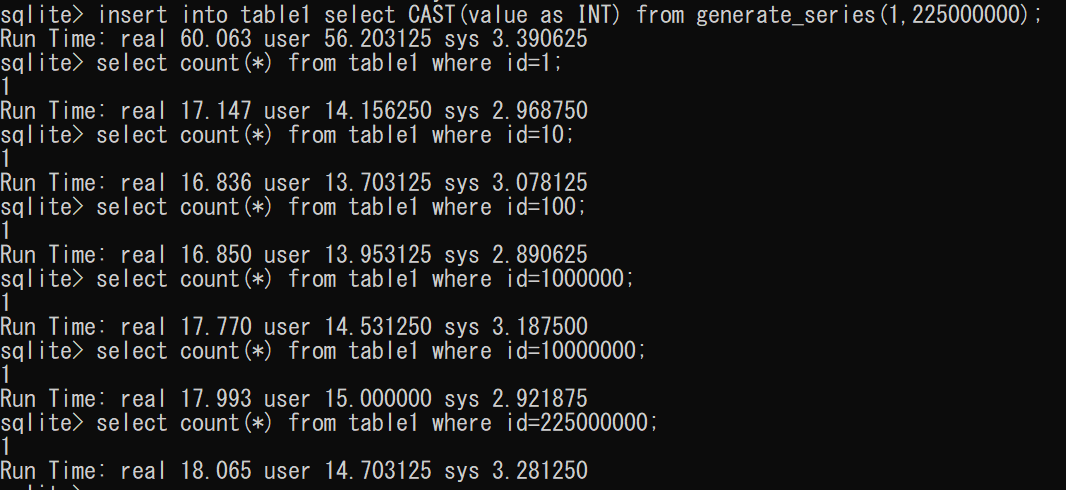 sqlite> insert into table1 select CAST(value as INT) from generate_series(1,225000000);
Run Time: real 60.063 user 56.203125 sys 3.390625
sqlite> select count(*) from table1 where id=1;
1
Run Time: real 17.147 user 14.156250 sys 2.968750
sqlite> select count(*) from table1 where id=10;
1
Run Time: real 16.836 user 13.703125 sys 3.078125
sqlite> select count(*) from table1 where id=100;
1
Run Time: real 16.850 user 13.953125 sys 2.890625
sqlite> select count(*) from table1 where id=1000000;
1
Run Time: real 17.770 user 14.531250 sys 3.187500
sqlite> select count(*) from table1 where id=10000000;
1
Run Time: real 17.993 user 15.000000 sys 2.921875
sqlite> select count(*) from table1 where id=225000000;
1
Run Time: real 18.065 user 14.703125 sys 3.281250